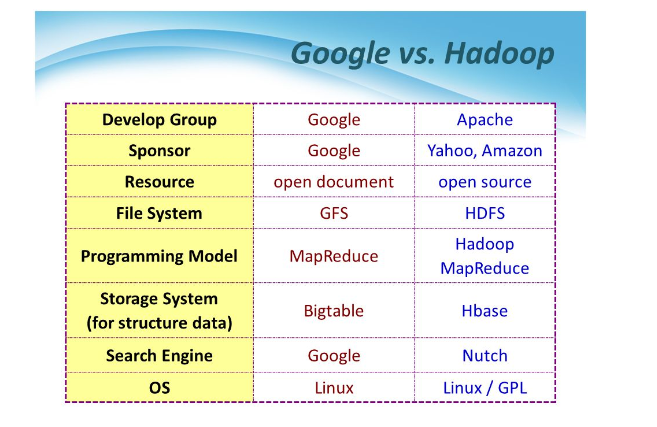 Google vs. Hadoop
Develop Group Google Apache
Sponsor Google Yahoo, Amazon
Resource open document open source
File System GFS HDFS
Programming Model MapReduce Hadoop
MapReduce
Storage System
(for structure data) Bigtable Hbase
Search Engine Google Nutch
OS Linux Linux / GPL